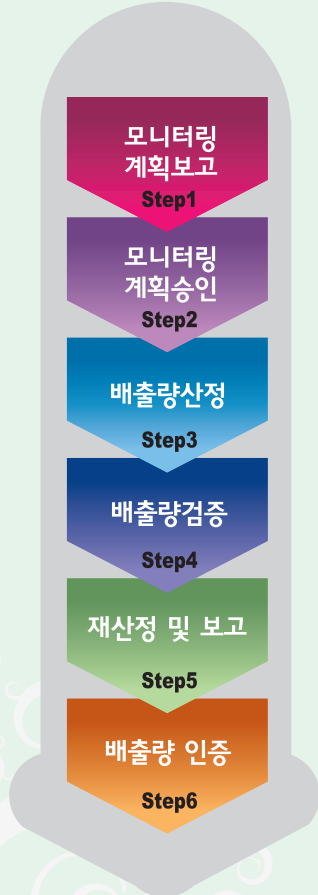 모니터링
계획보고
Step1
모니터링
계획승인
Step2
배출량산정
Step3
배출량검증
Step4
재산정 및 보고
Step5
배출량 인증
Step6